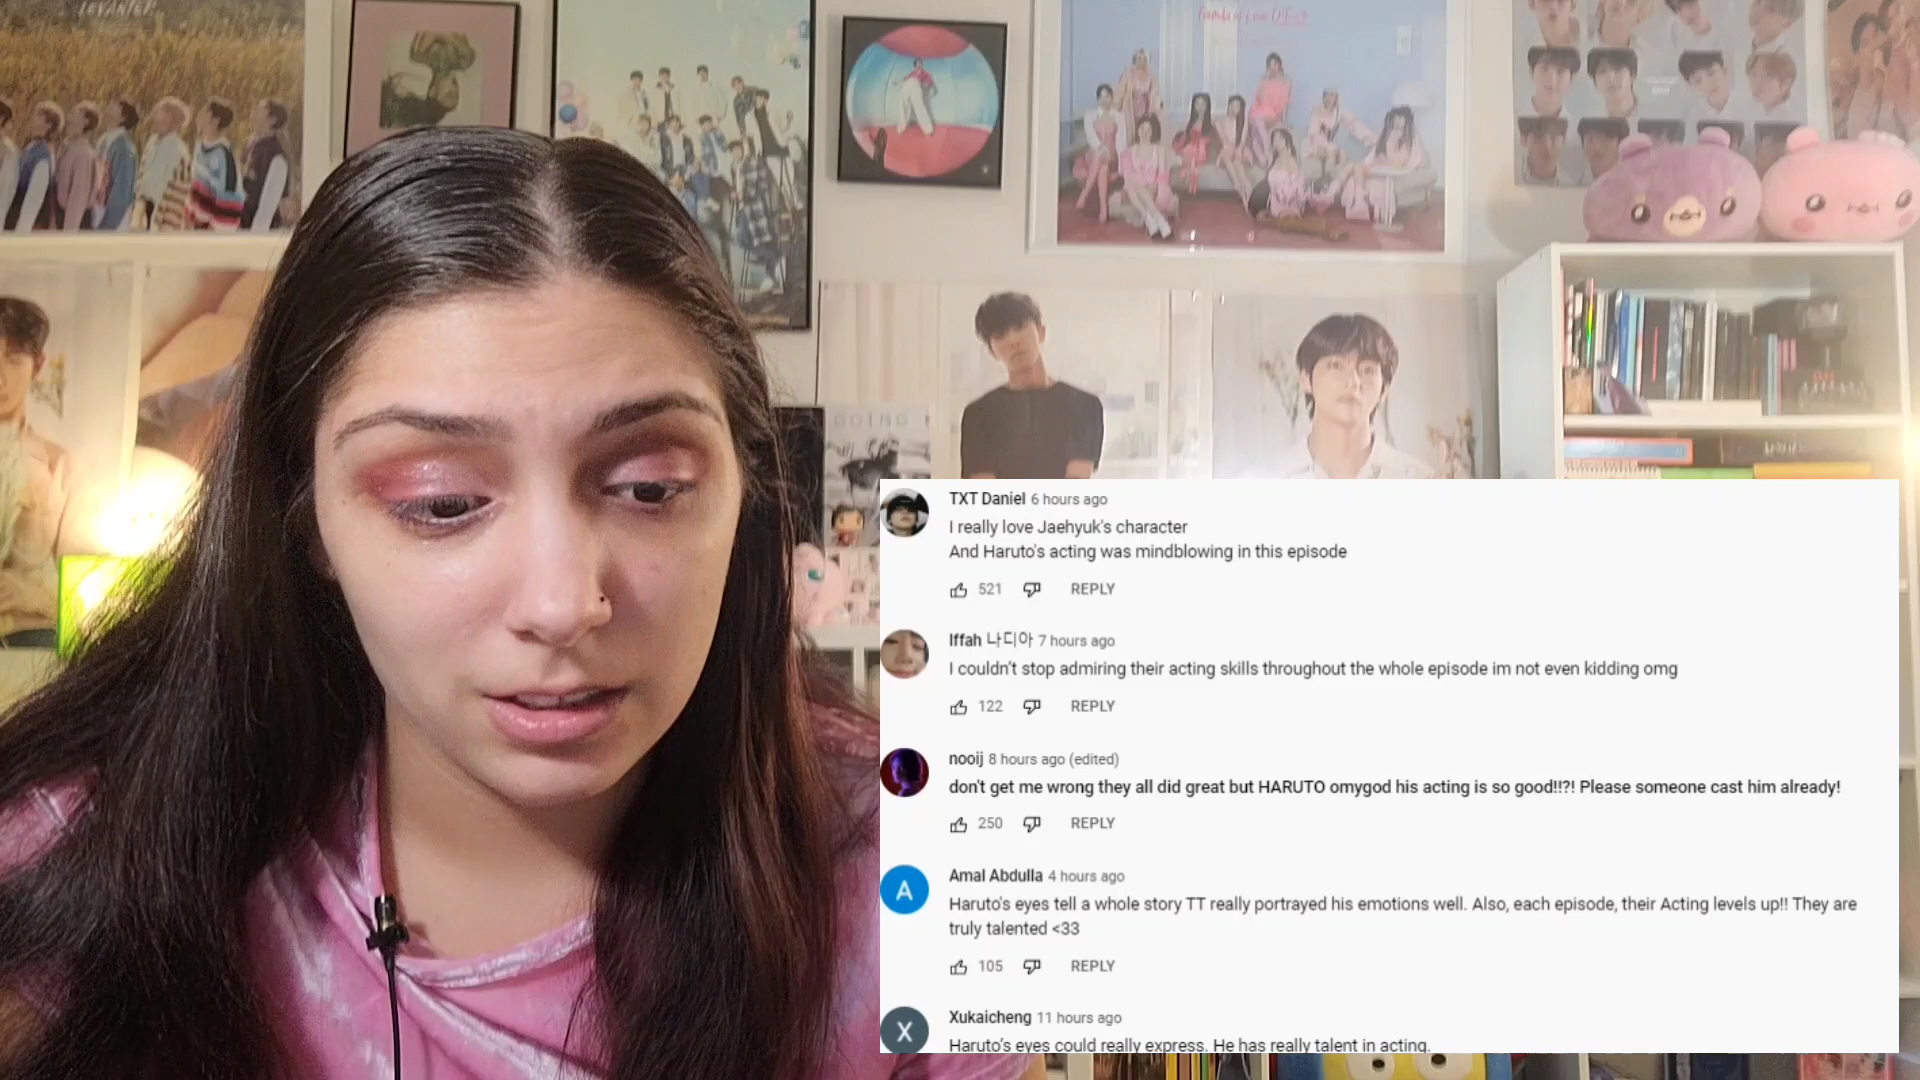 LEVANTER
Formula of Love: O+T=<3
GOING
TXT Daniel 6 hours ago
I really love Jaehyuk's character
And Haruto's acting was mindblowing in this episode
521 REPLY
Iffah 나디아 7 hours ago
I couldn't stop admiring their acting skills throughout the whole episode im not even kidding omg
122 REPLY
nooij 8 hours ago (edited)
don't get me wrong they all did great but HARUTO omygod his acting is so good!!?! Please someone cast him already!
250 REPLY
A
Amal Abdulla 4 hours ago
Haruto's eyes tell a whole story TT really portrayed his emotions well. Also, each episode, their Acting levels up!! They are
truly talented <33
105 REPLY
X
Xukaicheng 11 hours ago
Haruto's eyes could really express. He has really talent in acting.